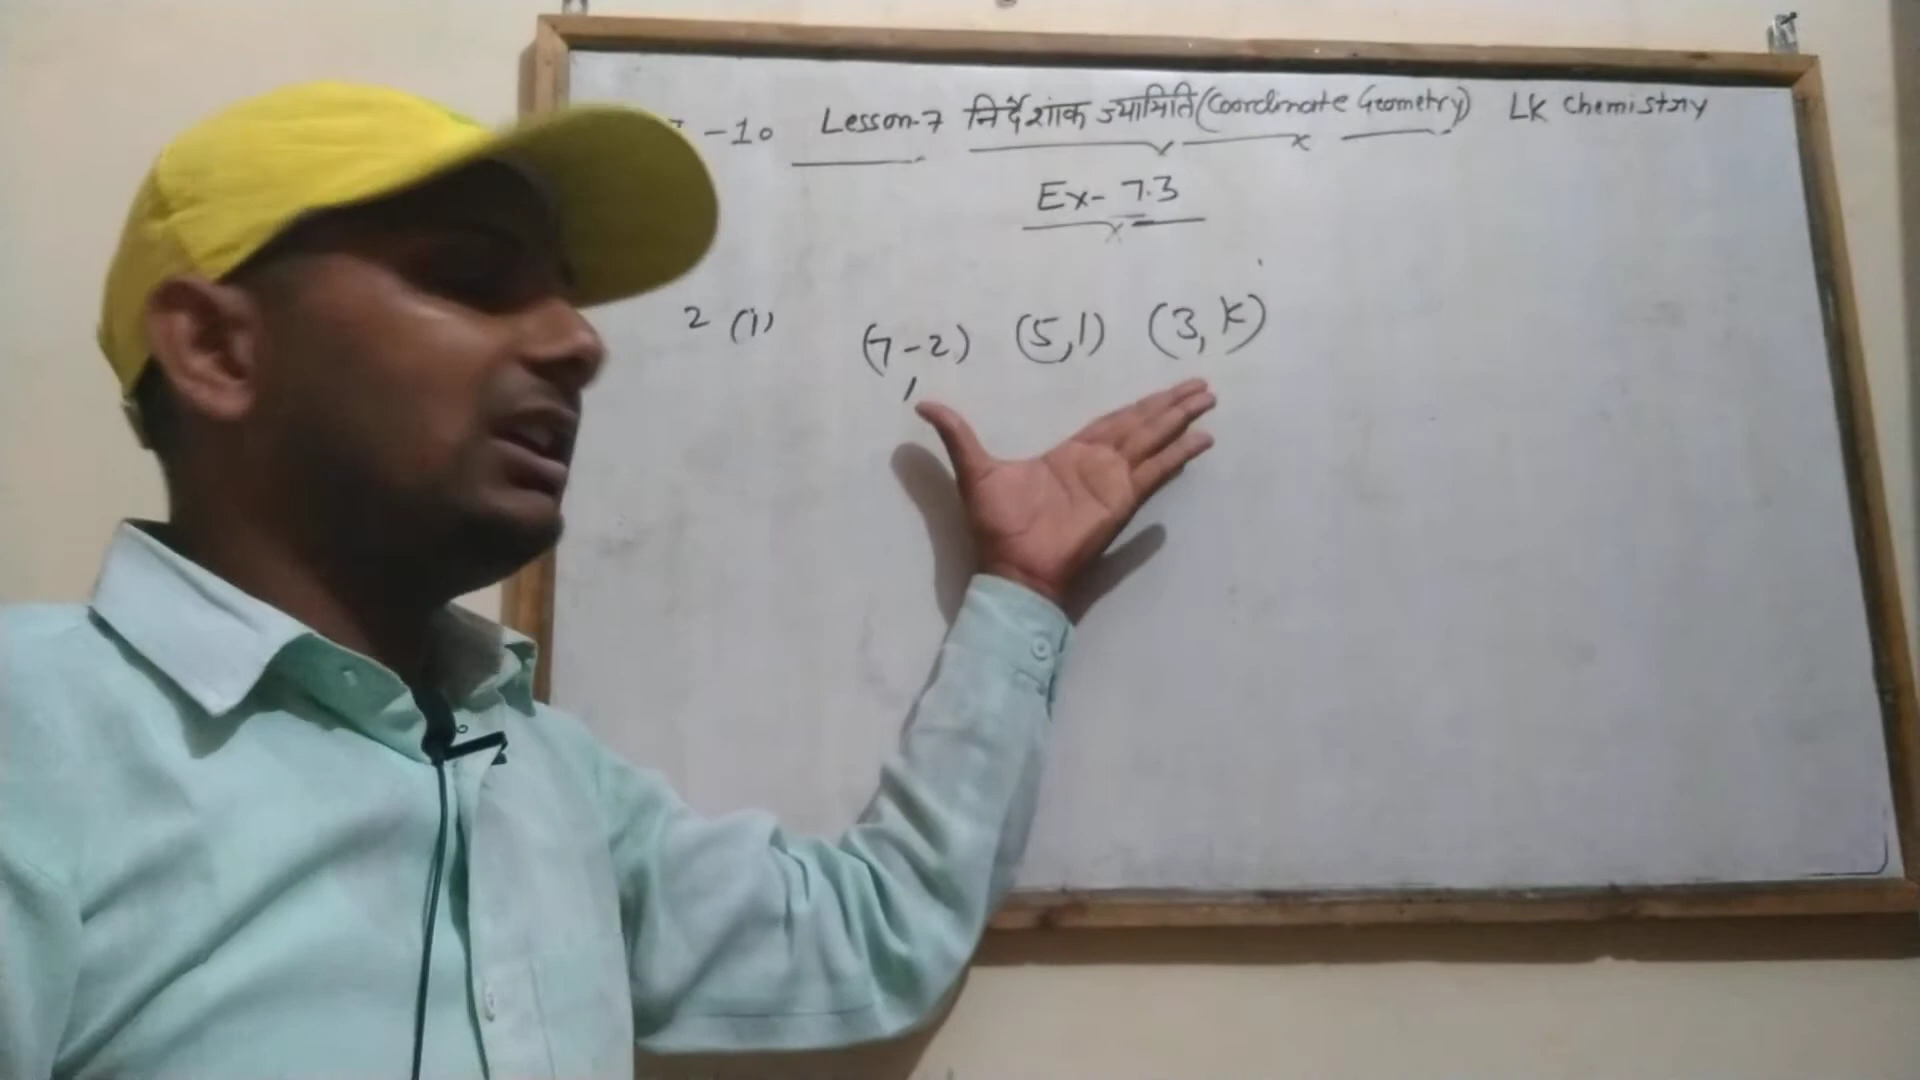 -10 Lesson-7 निर्देशांक ज्यामिति (Coordinate Geometry) LK Chemistry
Ex- 7.3
2 (i) (7,-2) (5,1) (3,K)